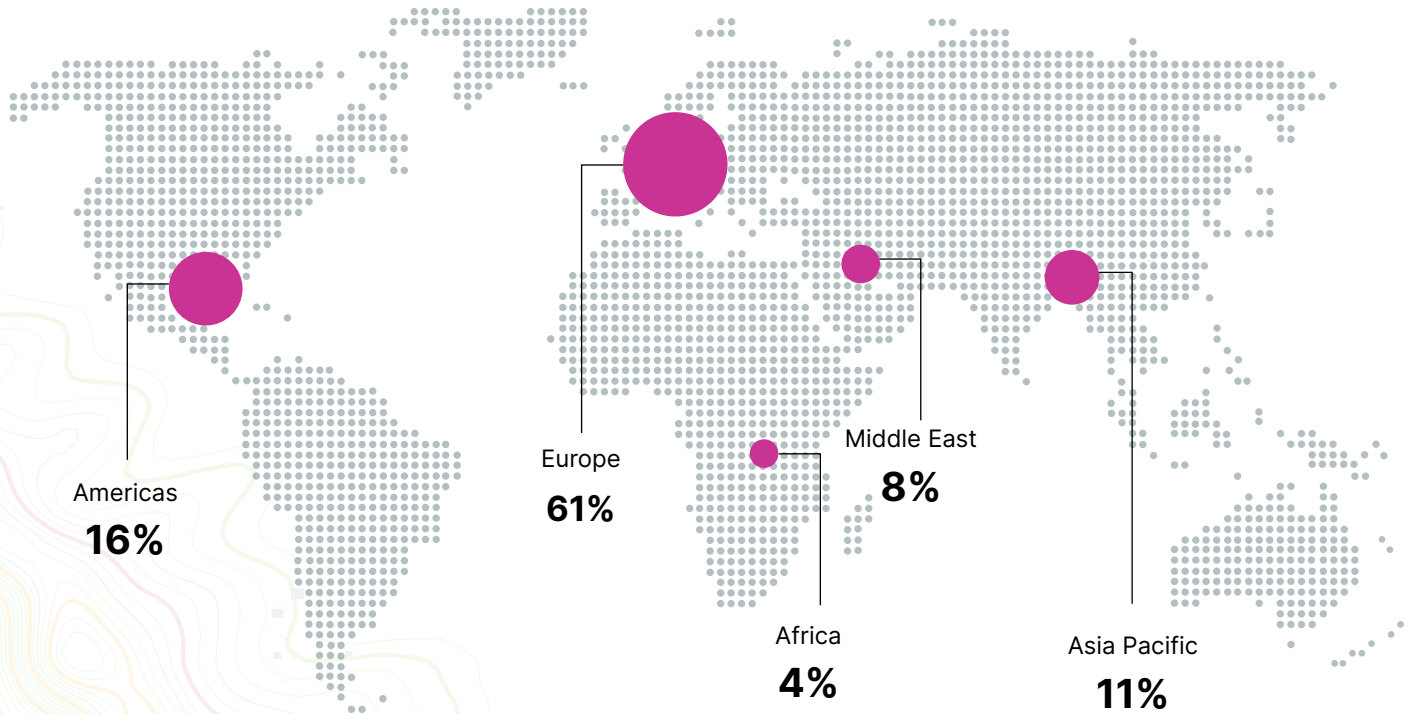 Americas
16%
Europe
61%
Middle East
8%
Africa
4%
Asia Pacific
11%